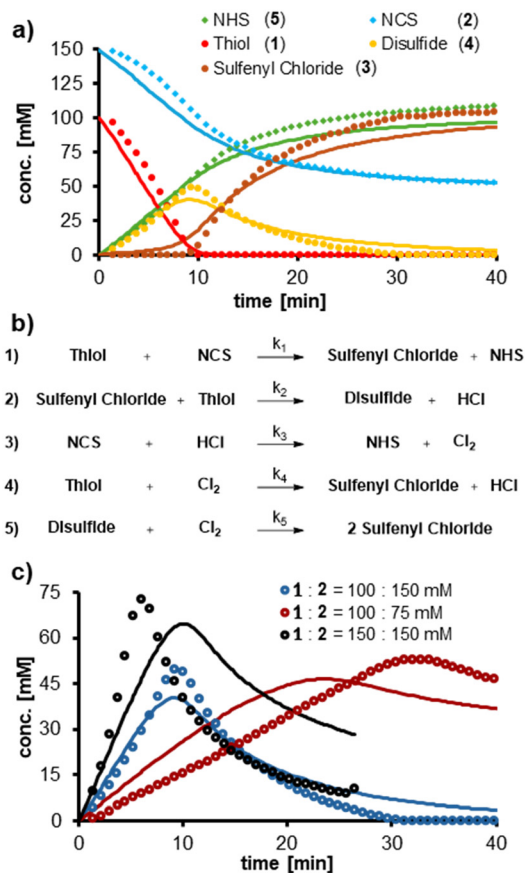 a)
NHS (5) NCS (2)
Thiol (1) Disulfide (4)
Sulfenyl Chloride (3)
conc. [mM]
150
125
100
75
50
25
0
0 10 20 30 40
time [min]
b)
1) Thiol + NCS k1 Sulfenyl Chloride + NHS
2) Sulfenyl Chloride + Thiol k2 Disulfide + HCl
3) NCS + HCl k3 NHS + Cl2
4) Thiol + Cl2 k4 Sulfenyl Chloride + HCl
5) Disulfide + Cl2 k5 2 Sulfenyl Chloride
c)
1 : 2 = 100 : 150 mM
1 : 2 = 100 : 75 mM
1 : 2 = 150 : 150 mM
conc. [mM]
75
60
45
30
15
0
0 10 20 30 40
time [min]